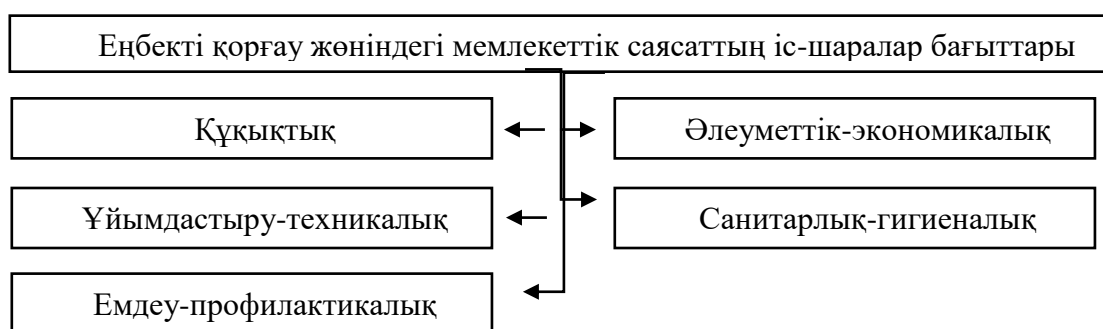 Еңбекті қорғау жөніндегі мемлекеттік саясаттың іс-шаралар бағыттары
Құқықтық
Әлеуметтік-экономикалық
Ұйымдастыру-техникалық
Санитарлық-гигиеналық
Емдеу-профилактикалық